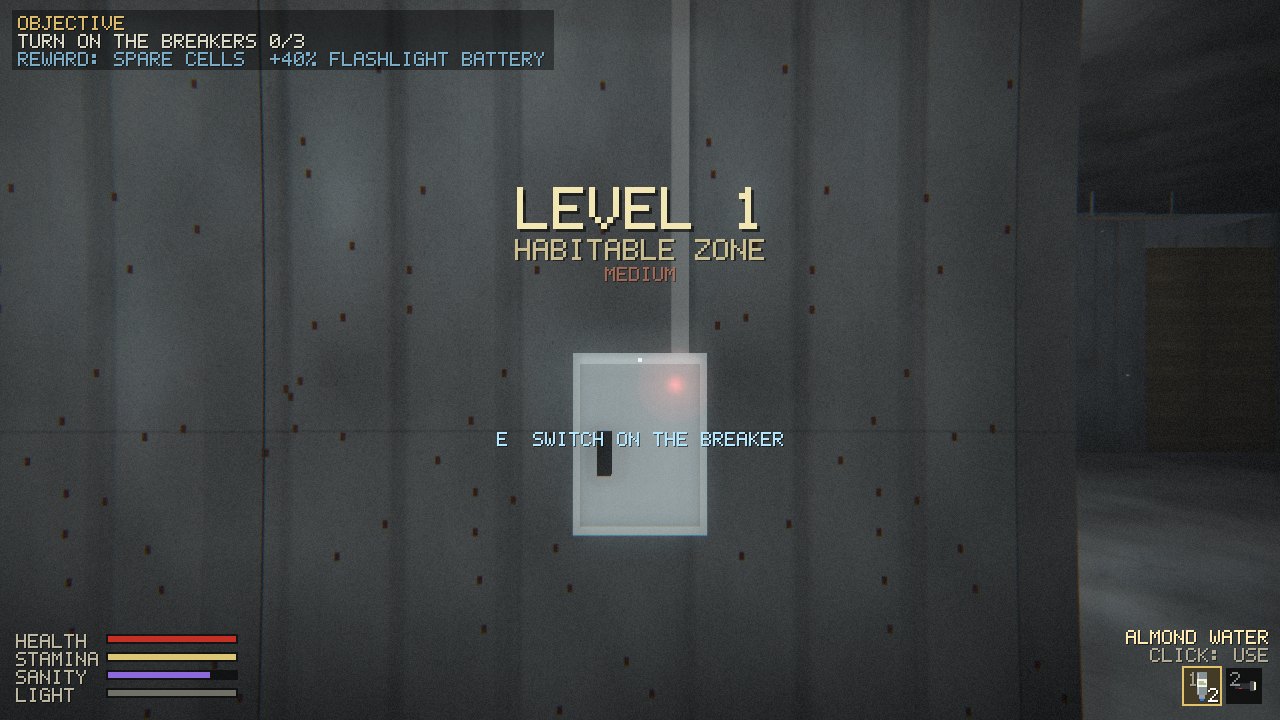 OBJECTIVE
TURN ON THE BREAKERS 0/3
REWARD: SPARE CELLS +40% FLASHLIGHT BATTERY
LEVEL 1
HABITABLE ZONE
MEDIUM
E SWITCH ON THE BREAKER
HEALTH
STAMINA
SANITY
LIGHT
ALMOND WATER
CLICK: USE
1 2 2